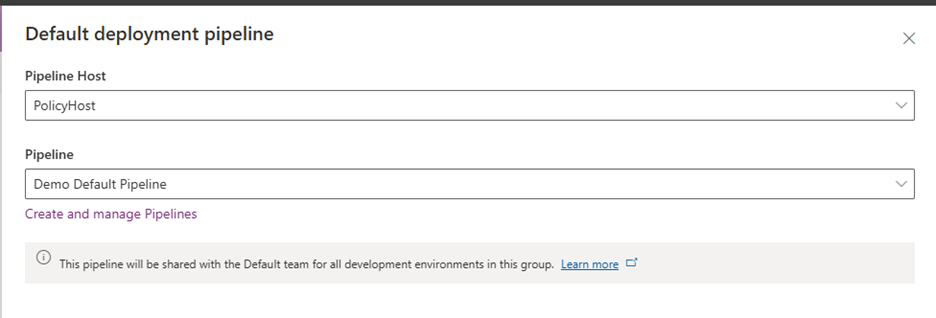 Default deployment pipeline
Pipeline Host
PolicyHost
Pipeline
Demo Default Pipeline
Create and manage Pipelines
This pipeline will be shared with the Default team for all development environments in this group. Learn more